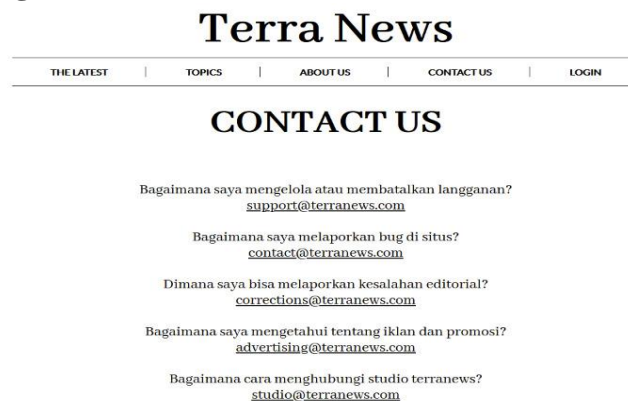 Terra News
THE LATEST | TOPICS | ABOUT US | CONTACT US | LOGIN
CONTACT US
Bagaimana saya mengelola atau membatalkan langganan?
support@terranews.com
Bagaimana saya melaporkan bug di situs?
contact@terranews.com
Dimana saya bisa melaporkan kesalahan editorial?
corrections@terranews.com
Bagaimana saya mengetahui tentang iklan dan promosi?
advertising@terranews.com
Bagaimana cara menghubungi studio terranews?
studio@terranews.com